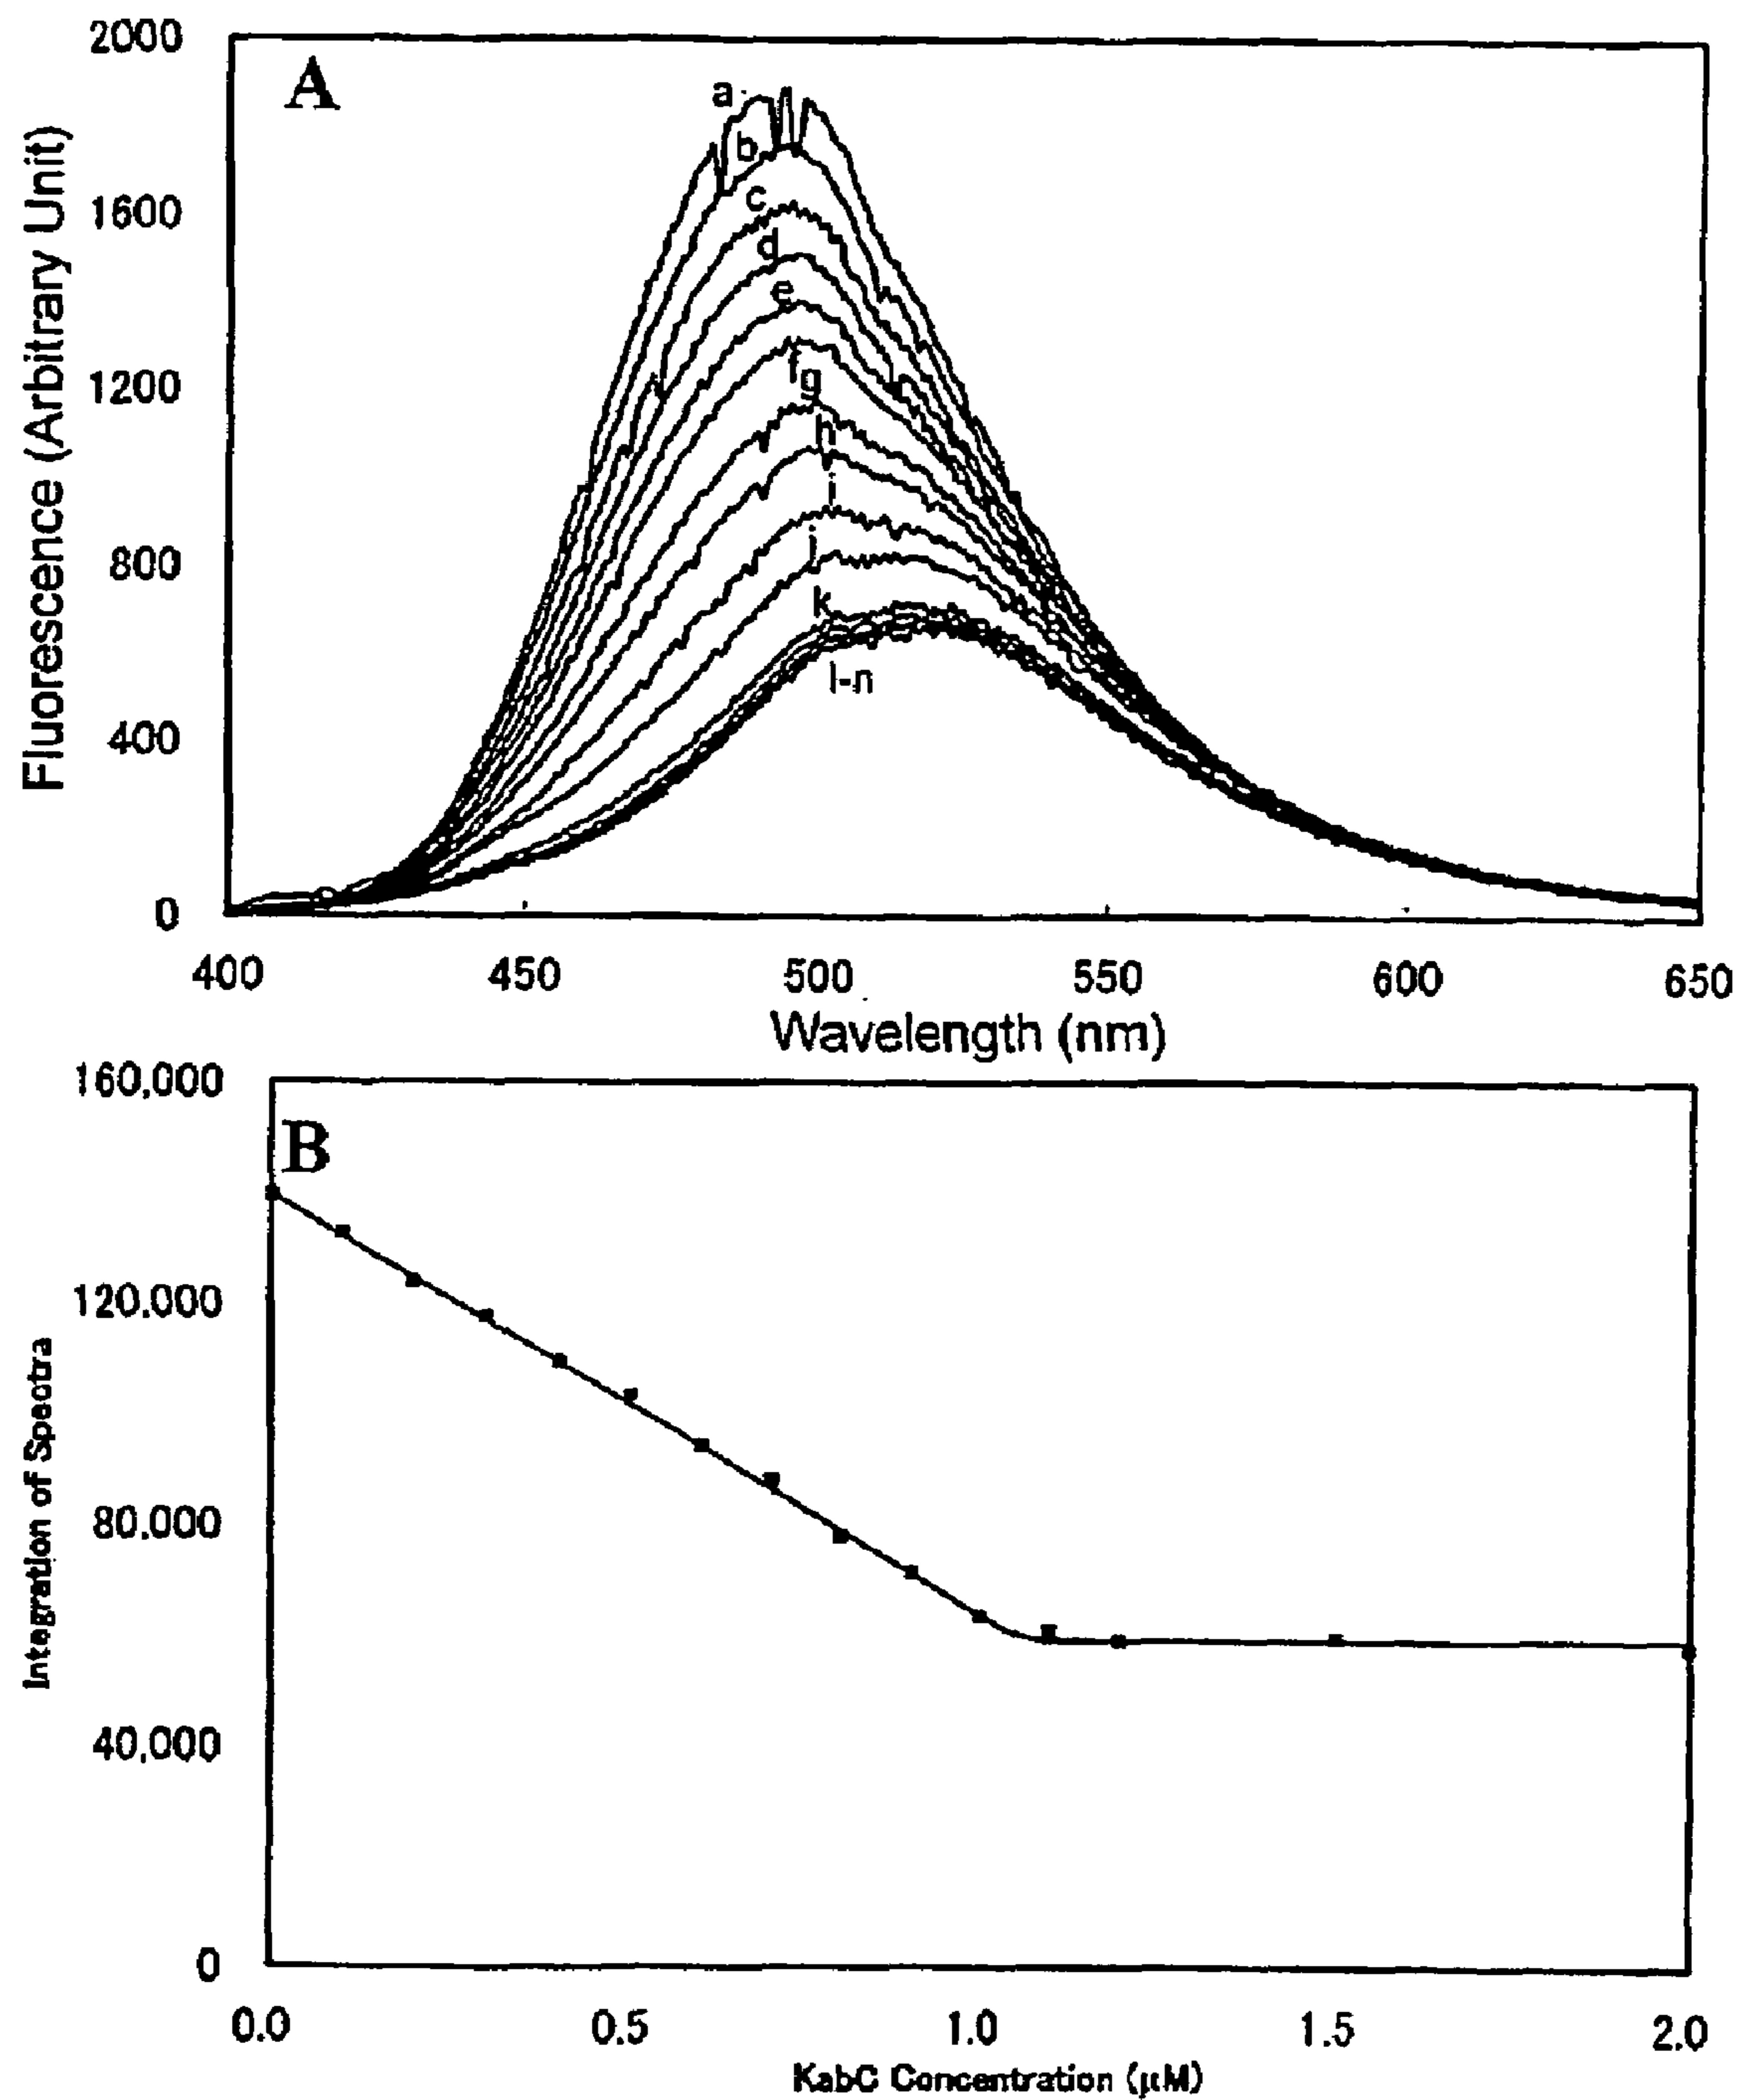 2000
A
a
b
1600
c
d
e
1200
f
g
h
i
800
j
k
l-n
400
0
Fluorescence (Arbitrary Unit)
400 450 500 550 600 650
Wavelength (nm)
160,000
B
120.000
80.000
40,000
0
Integration of Spectra
0.0 0.5 1.0 1.5 2.0
KabC Concentration (μM)